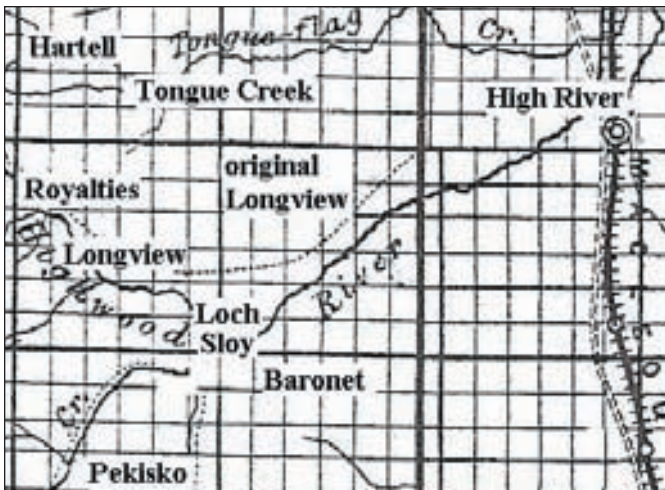 Hartell
Tongue-flag
Cr.
Tongue Creek
High River
original
Longview
Royalties
Longview
River
Loch
Sloy
Baronet
Cr.
Pekisko